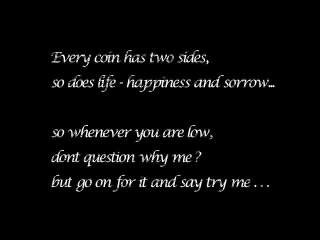 Every coin has two sides,
so does life - happiness and sorrow...
so whenever you are low,
dont question why me ?
but go on for it and say try me . . .